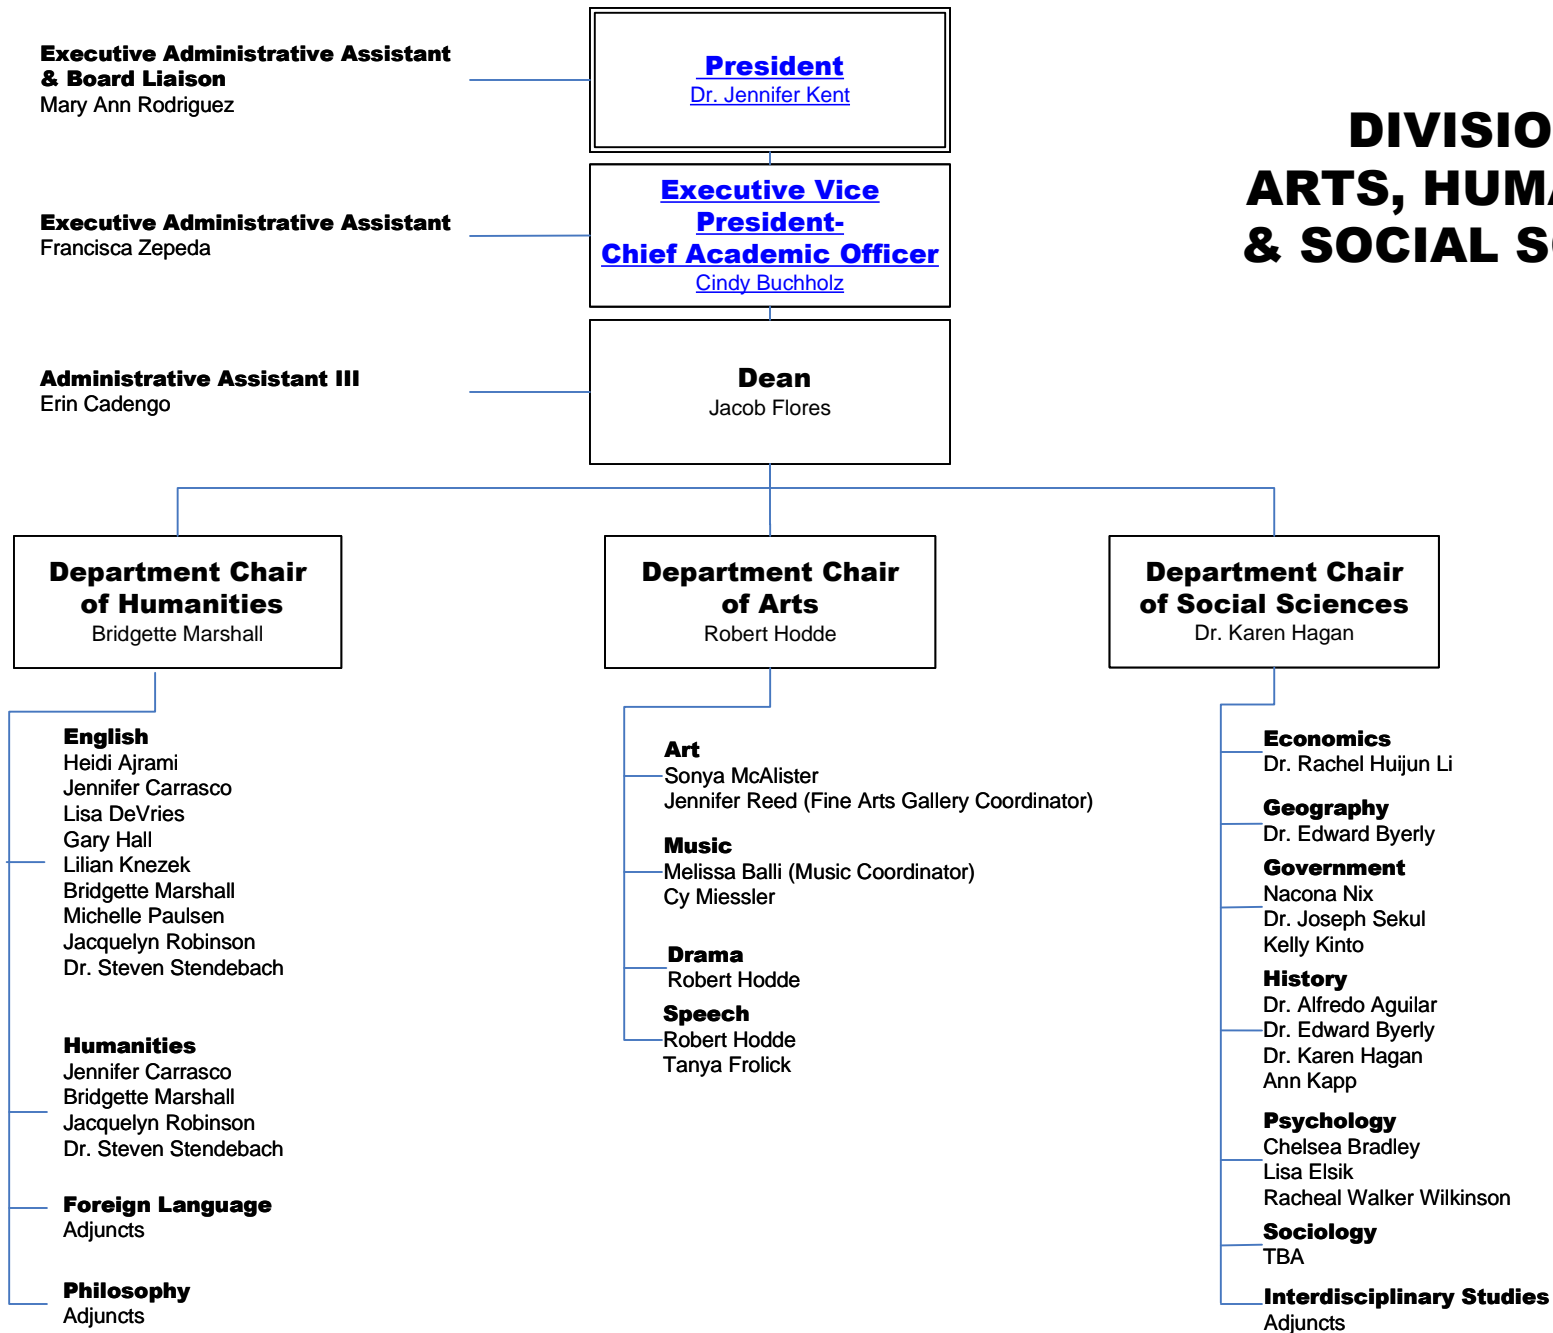 Executive Administrative Assistant
& Board Liaison
Mary Ann Rodriguez
President
Dr. Jennifer Kent
DIVISIO
ARTS, HUMA
& SOCIAL SC
Executive Administrative Assistant
Francisca Zepeda
Executive Vice
President-
Chief Academic Officer
Cindy Buchholz
Administrative Assistant III
Erin Cadengo
Dean
Jacob Flores
Department Chair
of Humanities
Bridgette Marshall
Department Chair
of Arts
Robert Hodde
Department Chair
of Social Sciences
Dr. Karen Hagan
English
Heidi Ajrami
Jennifer Carrasco
Lisa DeVries
Gary Hall
Lilian Knezek
Bridgette Marshall
Michelle Paulsen
Jacquelyn Robinson
Dr. Steven Stendebach
Humanities
Jennifer Carrasco
Bridgette Marshall
Jacquelyn Robinson
Dr. Steven Stendebach
Foreign Language
Adjuncts
Philosophy
Adjuncts
Art
Sonya McAlister
Jennifer Reed (Fine Arts Gallery Coordinator)
Music
Melissa Balli (Music Coordinator)
Cy Miessler
Drama
Robert Hodde
Speech
Robert Hodde
Tanya Frolick
Economics
Dr. Rachel Huijun Li
Geography
Dr. Edward Byerly
Government
Nacona Nix
Dr. Joseph Sekul
Kelly Kinto
History
Dr. Alfredo Aguilar
Dr. Edward Byerly
Dr. Karen Hagan
Ann Kapp
Psychology
Chelsea Bradley
Lisa Elsik
Racheal Walker Wilkinson
Sociology
TBA
Interdisciplinary Studies
Adjuncts